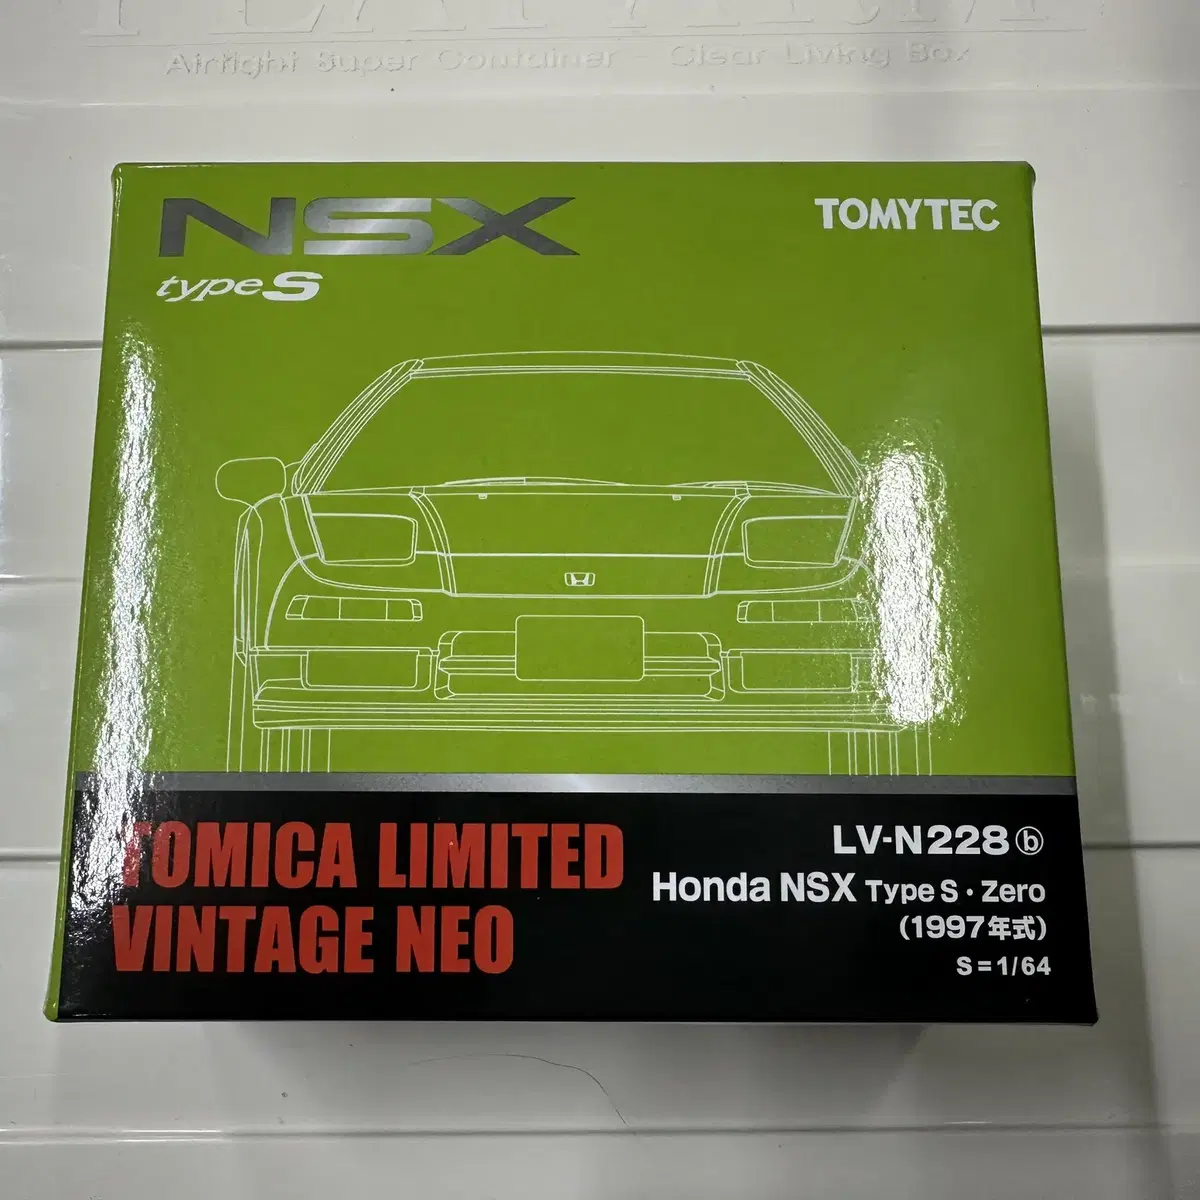 Airtight Super Container - Clear Living Box
NSX
type S
TOMYTEC
TOMICA LIMITED
VINTAGE NEO
LV-N228 ⓑ
Honda NSX Type S・Zero
(1997年式)
S=1/64